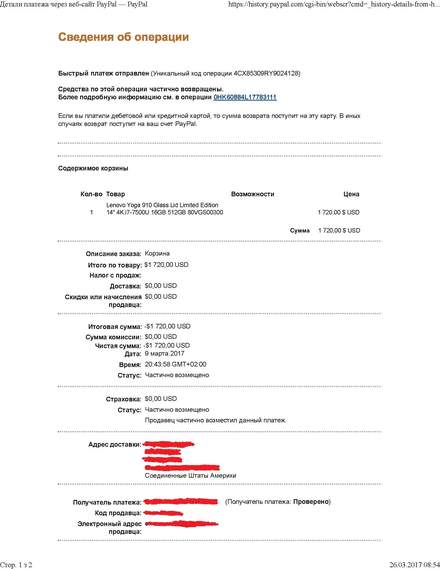 Детали платежа через веб-сайт PayPal — PayPal https://history.paypal.com/cgi-bin/webscr?cmd=_history-details-from-h...
Сведения об операции
Быстрый платеж отправлен (Уникальный код операции 4CX85309RY9024128)
Средства по этой операции частично возвращены.
Более подробную информацию см. в операции 0HK60884L17783111
Если вы платили дебетовой или кредитной картой, то сумма возврата поступит на эту карту. В иных
случаях возврат поступит на ваш счет PayPal.
Содержимое корзины
Кол-во Товар Возможности Цена
Lenovo Yoga 910 Glass Lid Limited Edition
1 14" 4K i7-7500U 16GB 512GB 80VGS00300 1 720,00 $ USD
Сумма 1 720,00 $ USD
Описание заказа: Корзина
Итого по товару: $1 720,00 USD
Налог с продаж:
Доставка: $0,00 USD
Скидки или начисления $0,00 USD
продавца:
Итоговая сумма: -$1 720,00 USD
Сумма комиссии: $0,00 USD
Чистая сумма: -$1 720,00 USD
Дата: 9 марта 2017
Время: 20:43:58 GMT+02:00
Статус: Частично возмещено
Страховка: $0,00 USD
Статус: Частично возмещено
Продавец частично возместил данный платеж.
Адрес доставки:
Соединенные Штаты Америки
Получатель платежа: (Получатель платежа: Проверено)
Код продавца:
Электронный адрес
продавца:
Стор. 1 з 2 26.03.2017 08:54